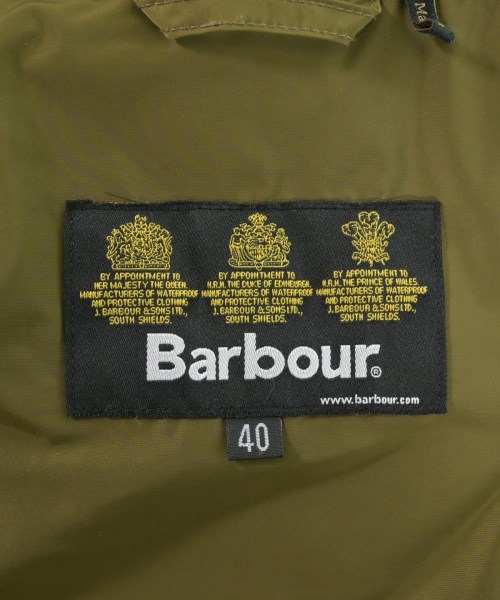 Ma
BY APPOINTMENT TO
HER MAJESTY THE QUEEN.
MANUFACTURERS OF WATERPROOF
AND PROTECTIVE CLOTHING
J. BARBOUR & SONS LTD.,
SOUTH SHIELDS.
BY APPOINTMENT TO
H.R.H. THE DUKE OF EDINBURGH,
MANUFACTURERS OF WATERPROOF
AND PROTECTIVE CLOTHING
J. BARBOUR & SONS LTD.,
SOUTH SHIELDS.
BY APPOINTMENT TO
H.R.H. THE PRINCE OF WALES,
MANUFACTURERS OF WATERPROOF
AND PROTECTIVE CLOTHING
J. BARBOUR & SONS LTD.,
SOUTH SHIELDS.
Barbour®
www.barbour.com
40